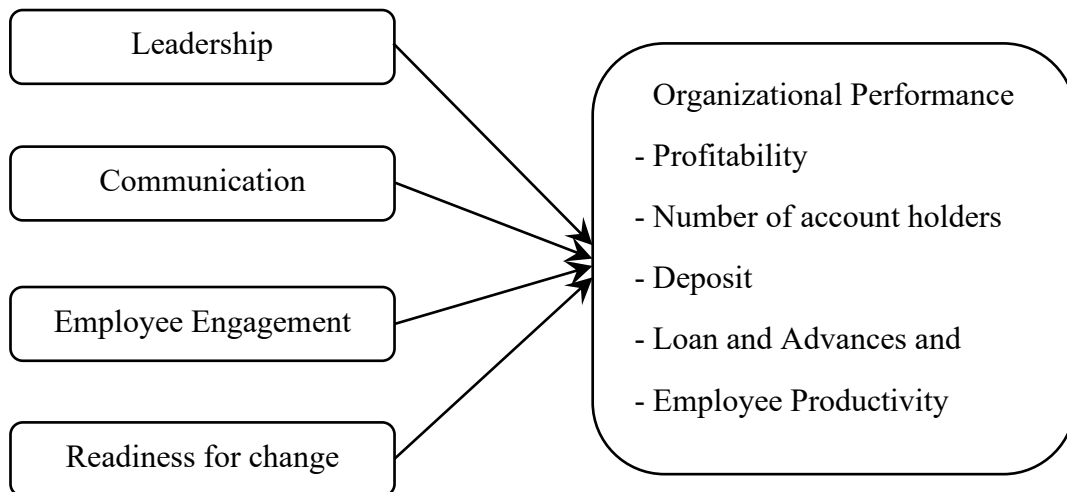 Leadership
Communication
Employee Engagement
Readiness for change
Organizational Performance
- Profitability
- Number of account holders
- Deposit
- Loan and Advances and
- Employee Productivity